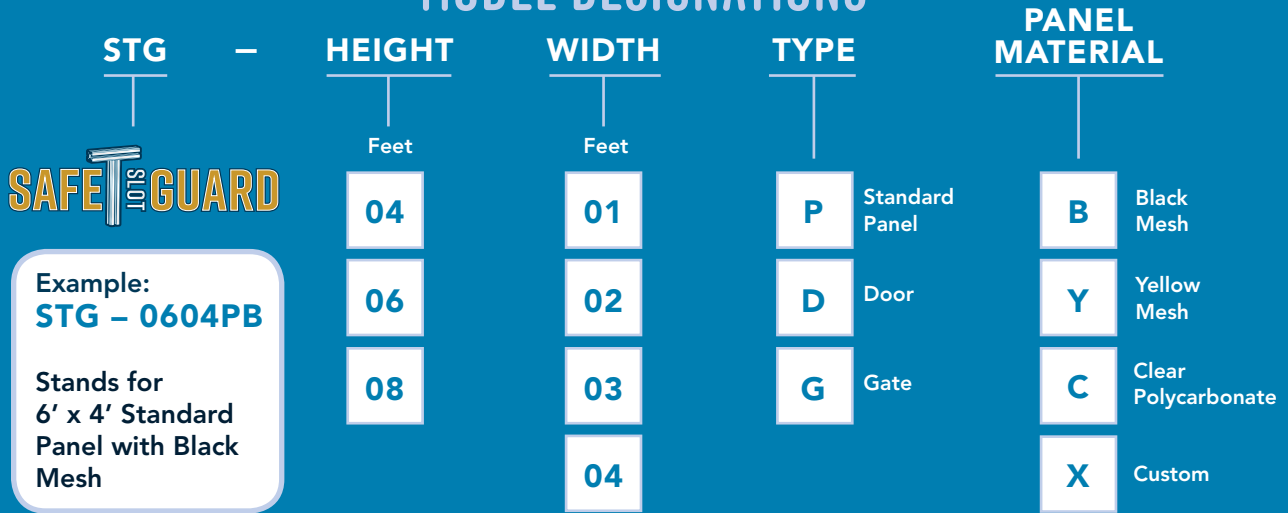 MODEL DESIGNATIONS
STG – HEIGHT WIDTH TYPE PANEL
MATERIAL
SAFE T SLOT GUARD
Example:
STG – 0604PB
Stands for
6’ x 4’ Standard
Panel with Black
Mesh
Feet
04
06
08
Feet
01
02
03
04
P Standard
Panel
D Door
G Gate
B Black
Mesh
Y Yellow
Mesh
C Clear
Polycarbonate
X Custom